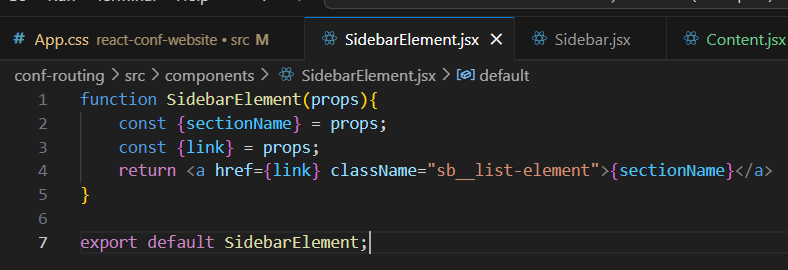 # App.css react-conf-website • src M SidebarElement.jsx × Sidebar.jsx Content.jsx
conf-routing > src > components > SidebarElement.jsx > default
1 function SidebarElement(props){
2 const {sectionName} = props;
3 const {link} = props;
4 return <a href={link} className="sb__list-element">{sectionName}</a>
5 }
6
7 export default SidebarElement;